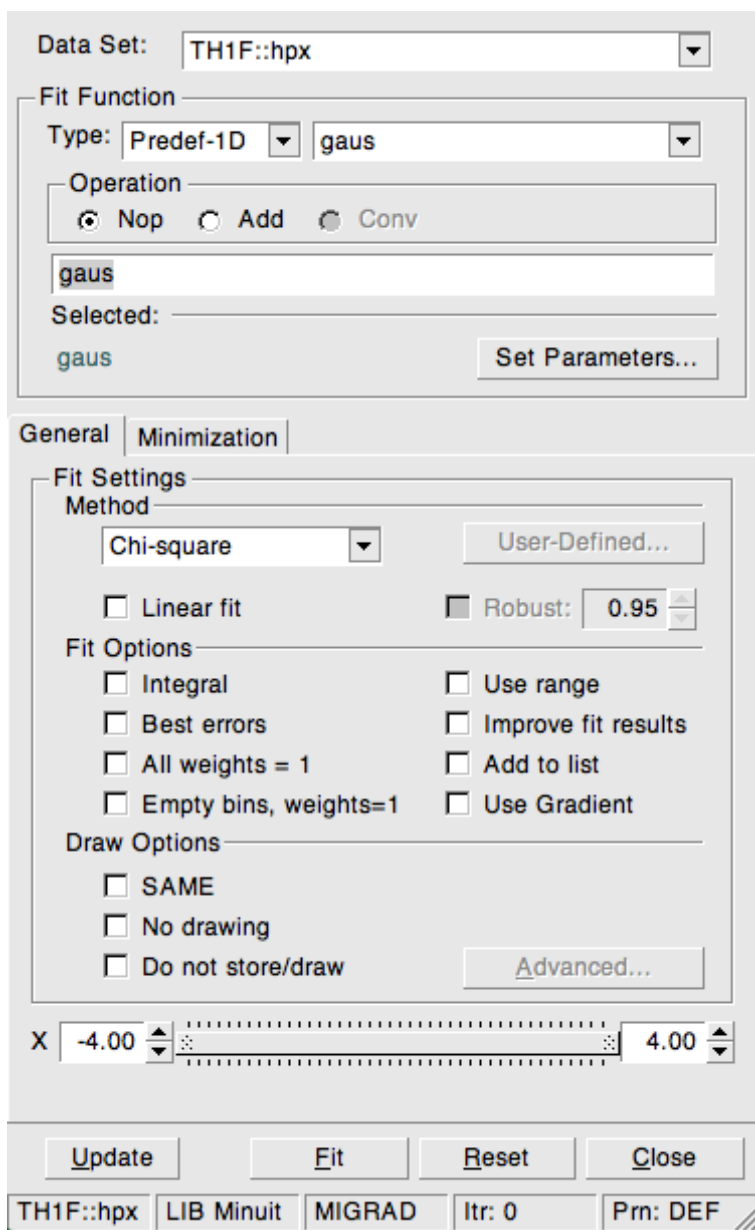 Data Set: TH1F::hpx
Fit Function
Type: Predef-1D gaus
Operation
Nop Add Conv
gaus
Selected:
gaus Set Parameters...
General Minimization
Fit Settings
Method
Chi-square User-Defined...
Linear fit Robust: 0.95
Fit Options
Integral Use range
Best errors Improve fit results
All weights = 1 Add to list
Empty bins, weights=1 Use Gradient
Draw Options
SAME
No drawing
Do not store/draw Advanced...
X -4.00 4.00
Update Fit Reset Close
TH1F::hpx LIB Minuit MIGRAD Itr: 0 Prn: DEF